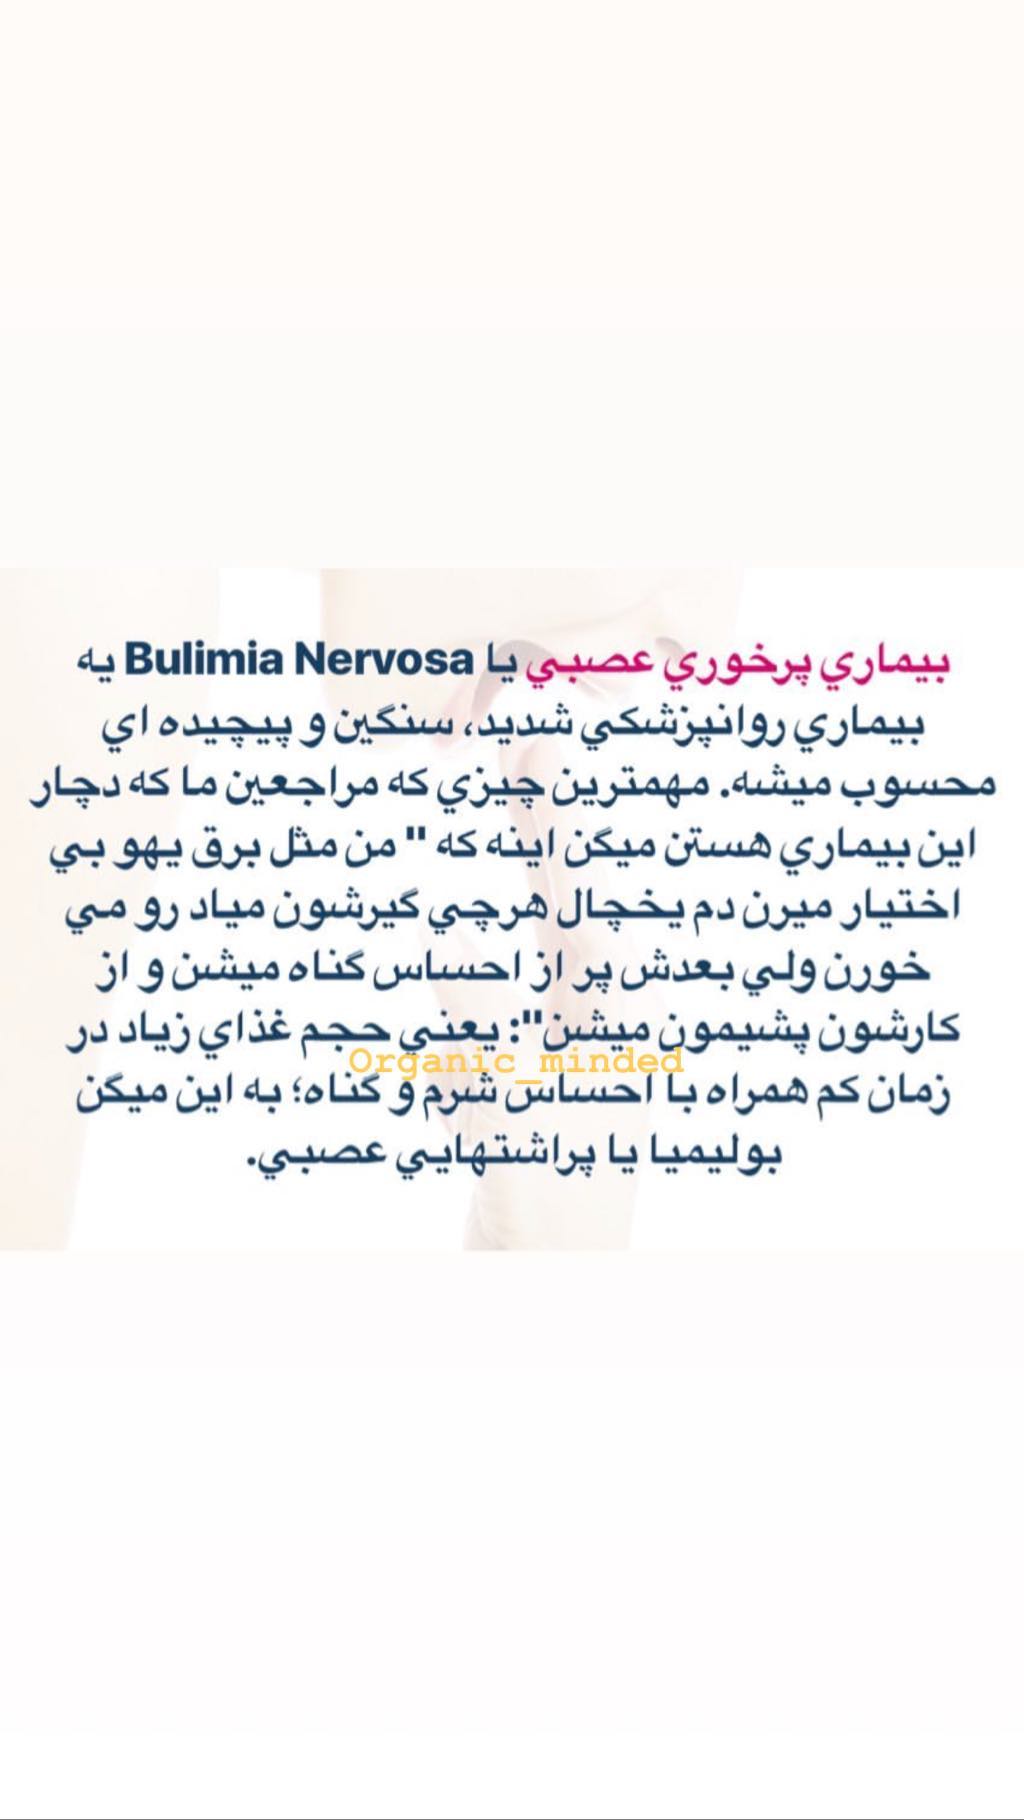 بيماري پرخوري عصبي يا Bulimia Nervosa يه
بيماري روانپزشكي شديد، سنگين و پيچيده اي
محسوب ميشه. مهمترين چيزي كه مراجعين ما كه دچار
اين بيماري هستن ميگن اينه كه " من مثل برق يهو بي
اختيار ميرن دم يخچال هرچي گيرشون مياد رو مي
خورن ولي بعدش پر از احساس گناه ميشن و از
كارشون پشيمون ميشن": يعني حجم غذاي زياد در
Organic_minded
زمان كم همراه با احساس شرم و گناه؛ به اين ميگن
بوليميا يا پراشتهايي عصبي.